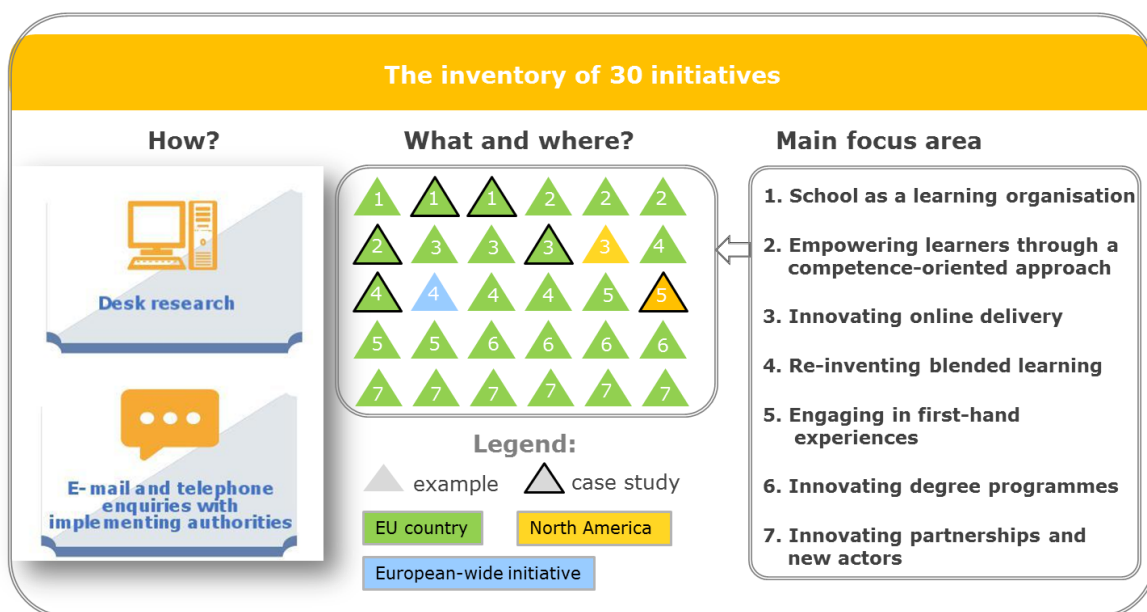 The inventory of 30 initiatives
How?
Desk research
E-mail and telephone
enquiries with
implementing authorities
What and where?
1 1 1 2 2 2
2 3 3 3 3 4
4 4 4 4 5 5
5 5 6 6 6 6
7 7 7 7 7 7
Legend:
example
case study
EU country
North America
European-wide initiative
Main focus area
1. School as a learning organisation
2. Empowering learners through a
competence-oriented approach
3. Innovating online delivery
4. Re-inventing blended learning
5. Engaging in first-hand
experiences
6. Innovating degree programmes
7. Innovating partnerships and
new actors